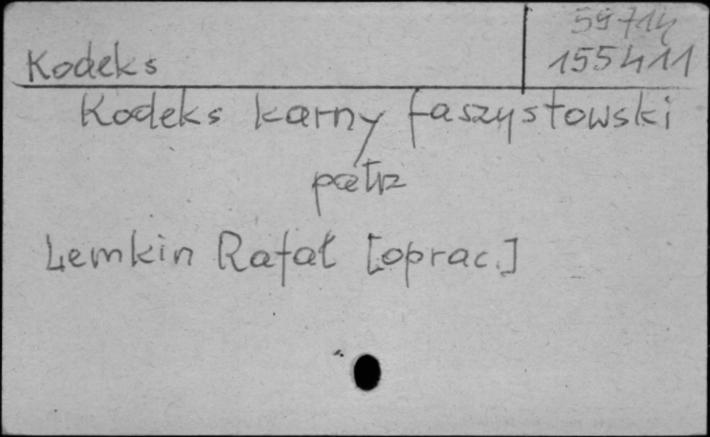 59714
Kodeks 155411
Kodeks karny faszystowski
patrz
Lemkin Rafał [oprac.]